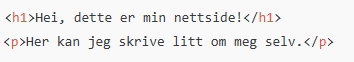 <h1>Hei, dette er min nettside!</h1>
<p>Her kan jeg skrive litt om meg selv.</p>